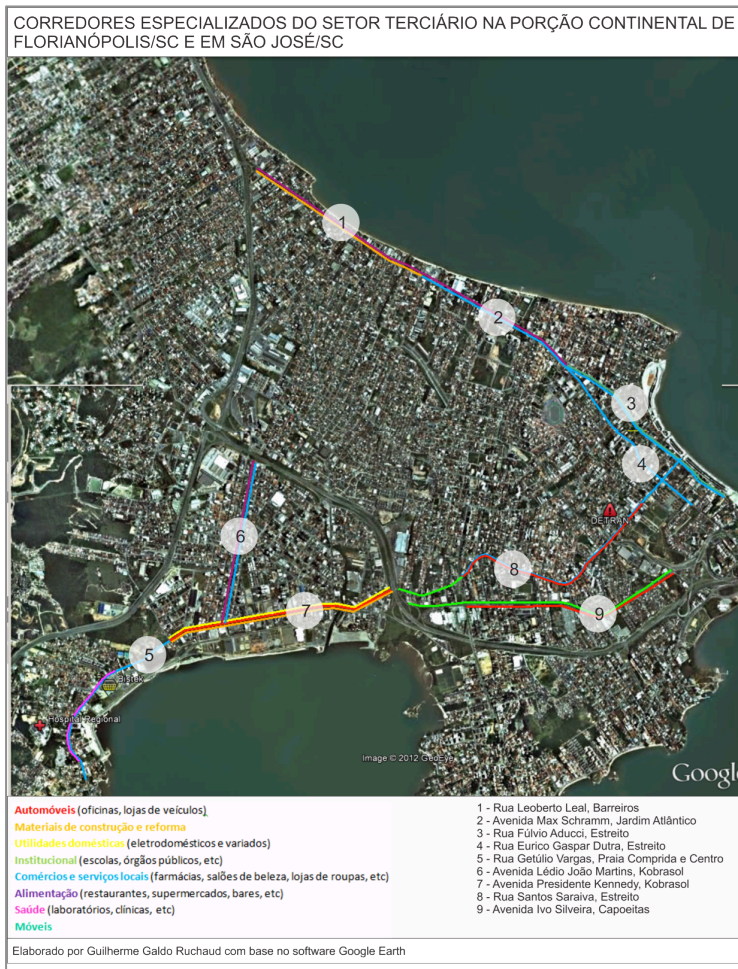 CORREDORES ESPECIALIZADOS DO SETOR TERCIÁRIO NA PORÇÃO CONTINENTAL DE
FLORIANÓPOLIS/SC E EM SÃO JOSÉ/SC
1
2
3
4
DETRAN
6
8
7
9
5
Bistek
Hospital Regional
Image © 2012 GeoEye
Google
Automóveis (oficinas, lojas de veículos)
Materiais de construção e reforma
Utilidades domésticas (eletrodomésticos e variados)
Institucional (escolas, órgãos públicos, etc)
Comércios e serviços locais (farmácias, salões de beleza, lojas de roupas, etc)
Alimentação (restaurantes, supermercados, bares, etc)
Saúde (laboratórios, clínicas, etc)
Móveis
1 - Rua Leoberto Leal, Barreiros
2 - Avenida Max Schramm, Jardim Atlântico
3 - Rua Fúlvio Aducci, Estreito
4 - Rua Eurico Gaspar Dutra, Estreito
5 - Rua Getúlio Vargas, Praia Comprida e Centro
6 - Avenida Lédio João Martins, Kobrasol
7 - Avenida Presidente Kennedy, Kobrasol
8 - Rua Santos Saraiva, Estreito
9 - Avenida Ivo Silveira, Capoeitas
Elaborado por Guilherme Galdo Ruchaud com base no software Google Earth